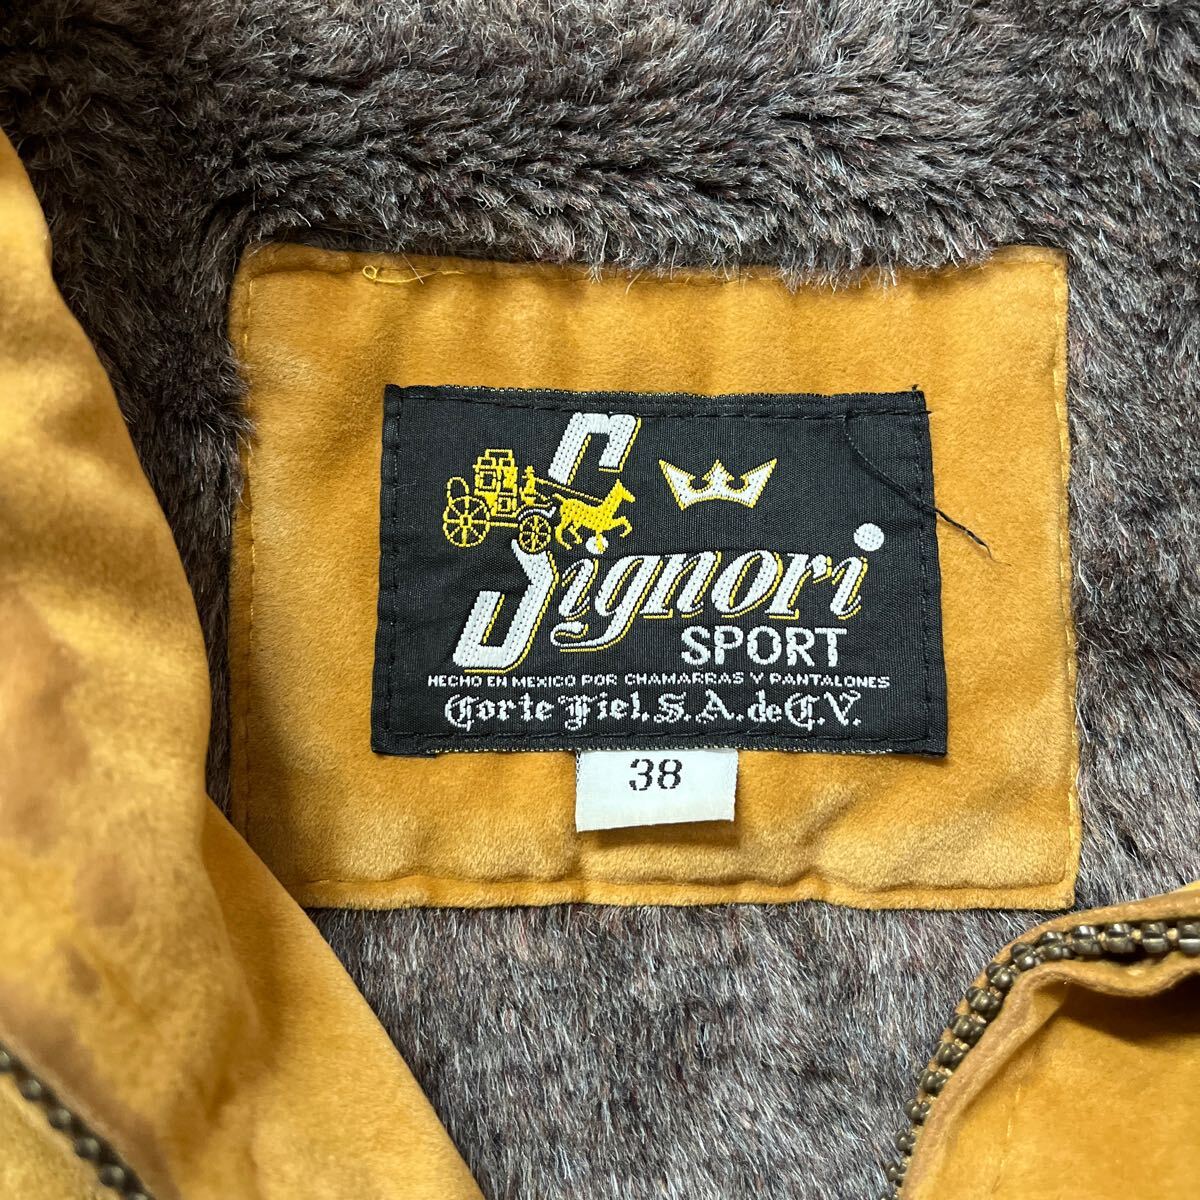 Signori
SPORT
HECHO EN MEXICO POR CHAMARRAS Y PANTALONES
Corte Fiel, S.A. de C.V.
38